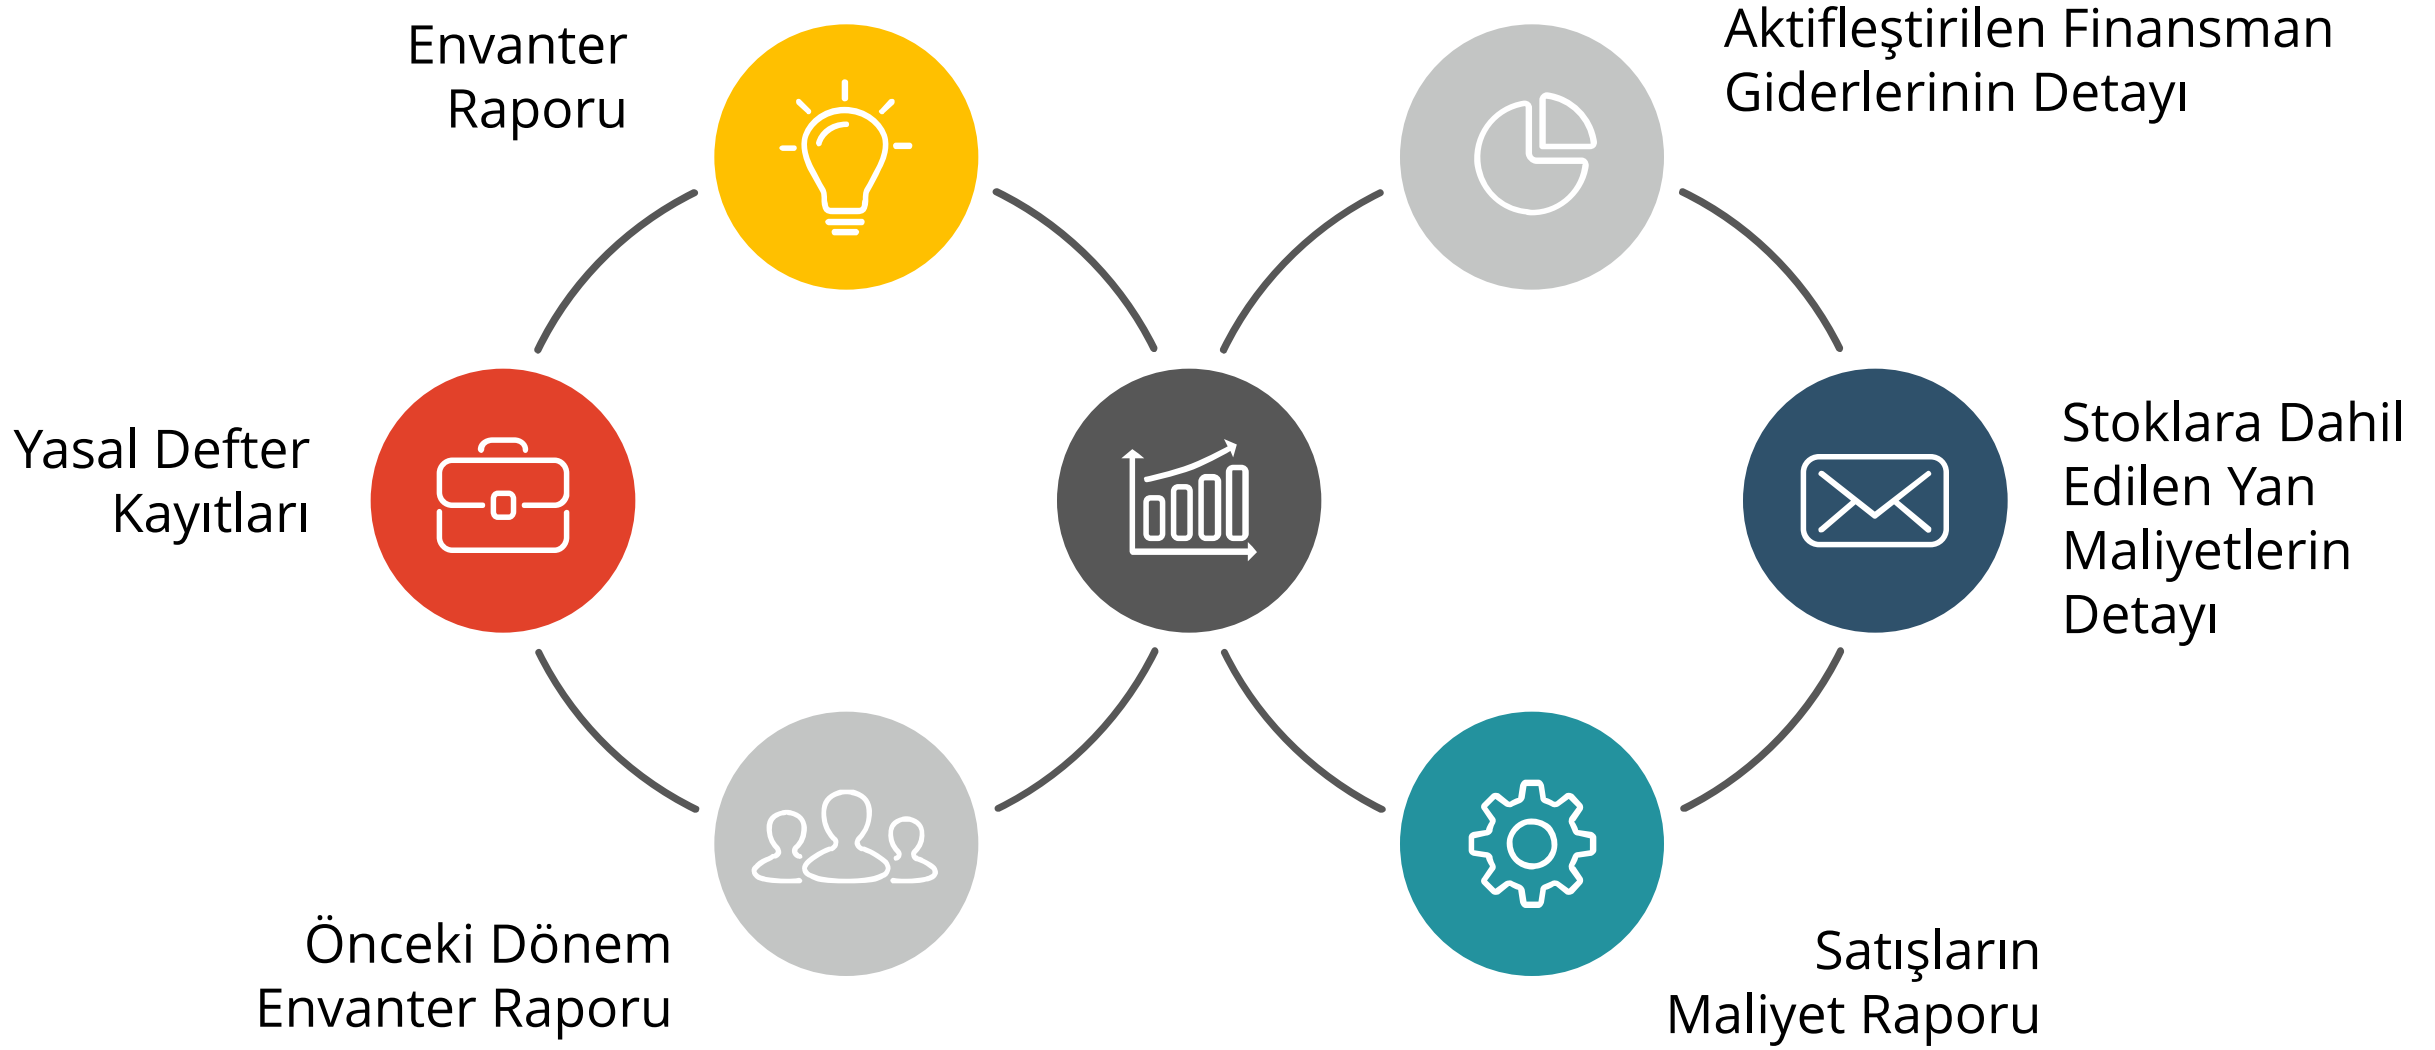 Envanter
Raporu
Aktifleştirilen Finansman
Giderlerinin Detayı
Yasal Defter
Kayıtları
Stoklara Dahil
Edilen Yan
Maliyetlerin
Detayı
Önceki Dönem
Envanter Raporu
Satışların
Maliyet Raporu